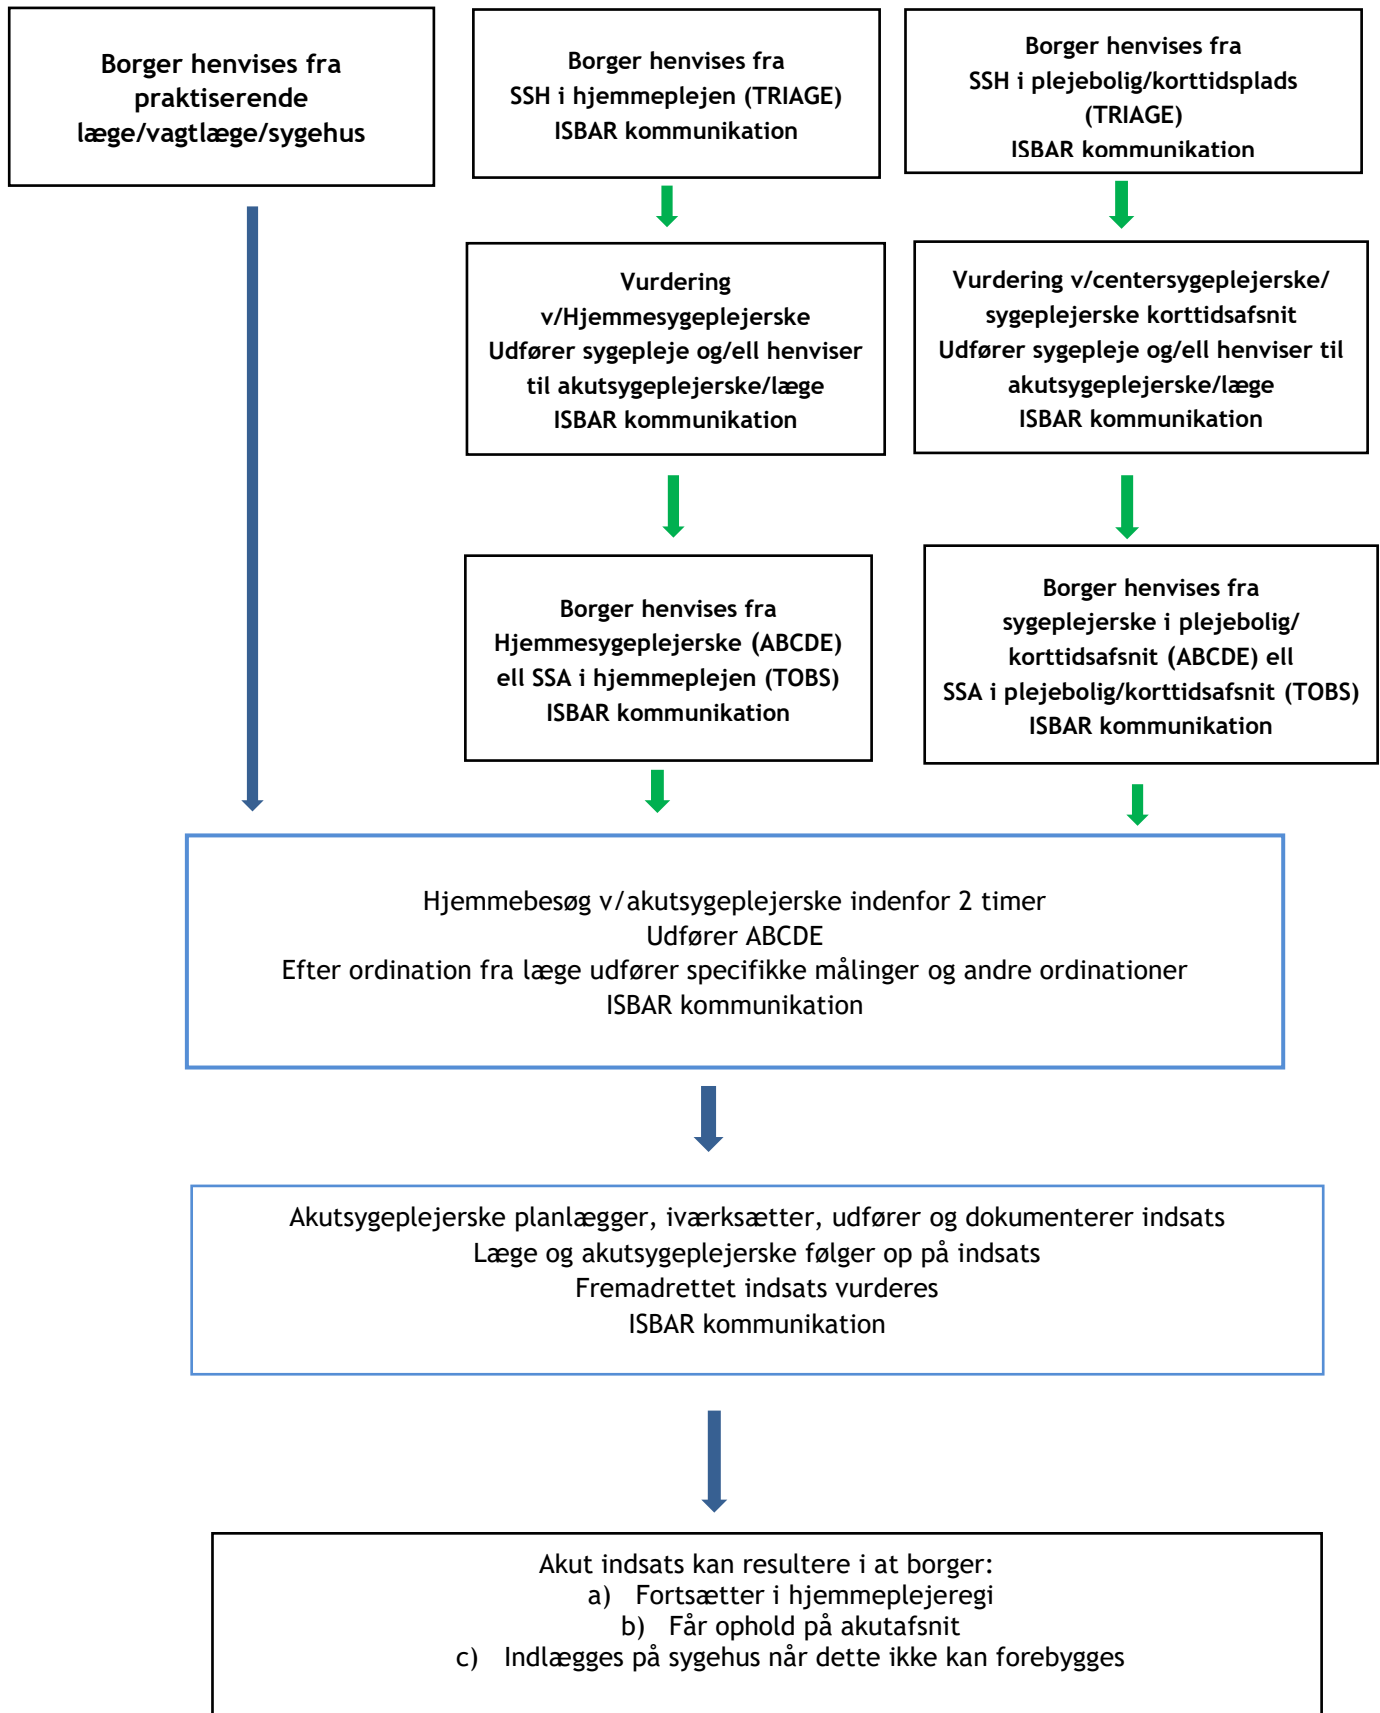 Borger henvises fra
praktiserende
læge/vagtlæge/sygehus
Borger henvises fra
SSH i hjemmeplejen (TRIAGE)
ISBAR kommunikation
Borger henvises fra
SSH i plejebolig/korttidsplads
(TRIAGE)
ISBAR kommunikation
Vurdering
v/Hjemmesygeplejerske
Udfører sygepleje og/ell henviser
til akutsygeplejerske/læge
ISBAR kommunikation
Vurdering v/centersygeplejerske/
sygeplejerske korttidsafsnit
Udfører sygepleje og/ell henviser til
akutsygeplejerske/læge
ISBAR kommunikation
Borger henvises fra
Hjemmesygeplejerske (ABCDE)
ell SSA i hjemmeplejen (TOBS)
ISBAR kommunikation
Borger henvises fra
sygeplejerske i plejebolig/
korttidsafsnit (ABCDE) ell
SSA i plejebolig/korttidsafsnit (TOBS)
ISBAR kommunikation
Hjemmebesøg v/akutsygeplejerske indenfor 2 timer
Udfører ABCDE
Efter ordination fra læge udfører specifikke målinger og andre ordinationer
ISBAR kommunikation
Akutsygeplejerske planlægger, iværksætter, udfører og dokumenterer indsats
Læge og akutsygeplejerske følger op på indsats
Fremadrettet indsats vurderes
ISBAR kommunikation
Akut indsats kan resultere i at borger:
a) Fortsætter i hjemmeplejeregi
b) Får ophold på akutafsnit
c) Indlægges på sygehus når dette ikke kan forebygges